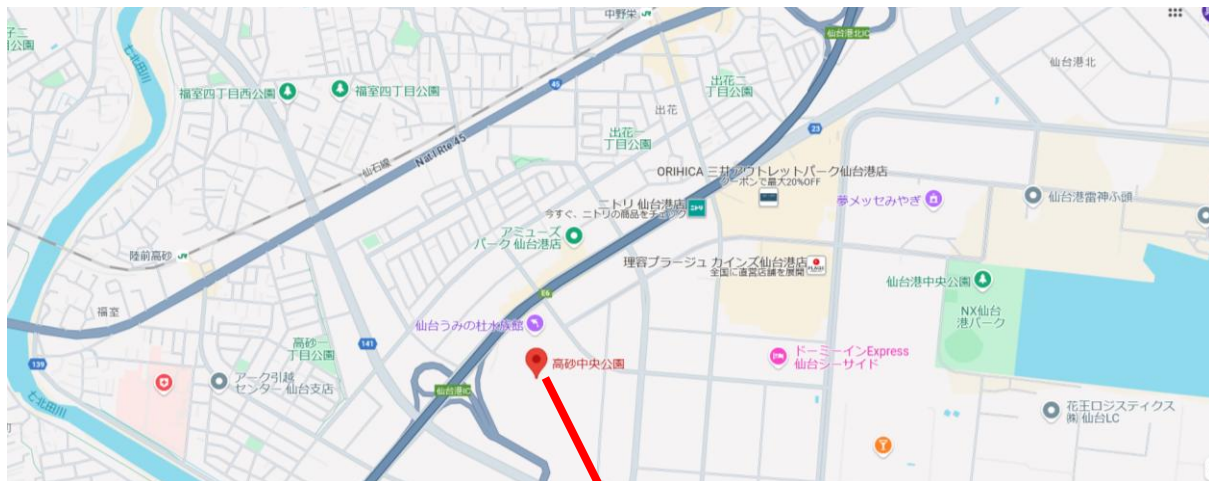 中野栄
仙台港北IC
仙台港北
子二
公園
七北田川
福室四丁目西公園
福室四丁目公園
45
出花二
丁目公園
出花
23
出花一
丁目公園
仙石線
Nat'l Rte 45
ORIHICA 三井アウトレットパーク仙台港店
クーポンで最大20%OFF
夢メッセみやぎ
仙台雷神ふ頭
ニトリ 仙台港店
今すぐ、ニトリの商品をチェック
ニトリ
アミューズ
パーク 仙台港店
陸前高砂
理容プラージュ カインズ仙台港店
全国に直営店舗を展開
仙台港中央公園
E6
福室
NX仙台
港パーク
仙台うみの杜水族館
高砂一
丁目公園
141
139
高砂中央公園
ドーミーインExpress
仙台シーサイド
アーク引越
センター 仙台支店
仙台港IC
七北田川
花王ロジスティクス
㈱ 仙台LC